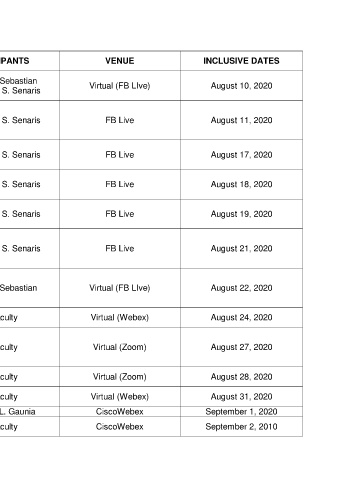 IPANTS VENUE INCLUSIVE DATES
Sebastian
S. Senaris Virtual (FB LIve) August 10, 2020
S. Senaris FB Live August 11, 2020
S. Senaris FB Live August 17, 2020
S. Senaris FB Live August 18, 2020
S. Senaris FB Live August 19, 2020
S. Senaris FB Live August 21, 2020
Sebastian Virtual (FB LIve) August 22, 2020
culty Virtual (Webex) August 24, 2020
culty Virtual (Zoom) August 27, 2020
culty Virtual (Zoom) August 28, 2020
culty Virtual (Webex) August 31, 2020
L. Gaunia CiscoWebex September 1, 2020
culty CiscoWebex September 2, 2010